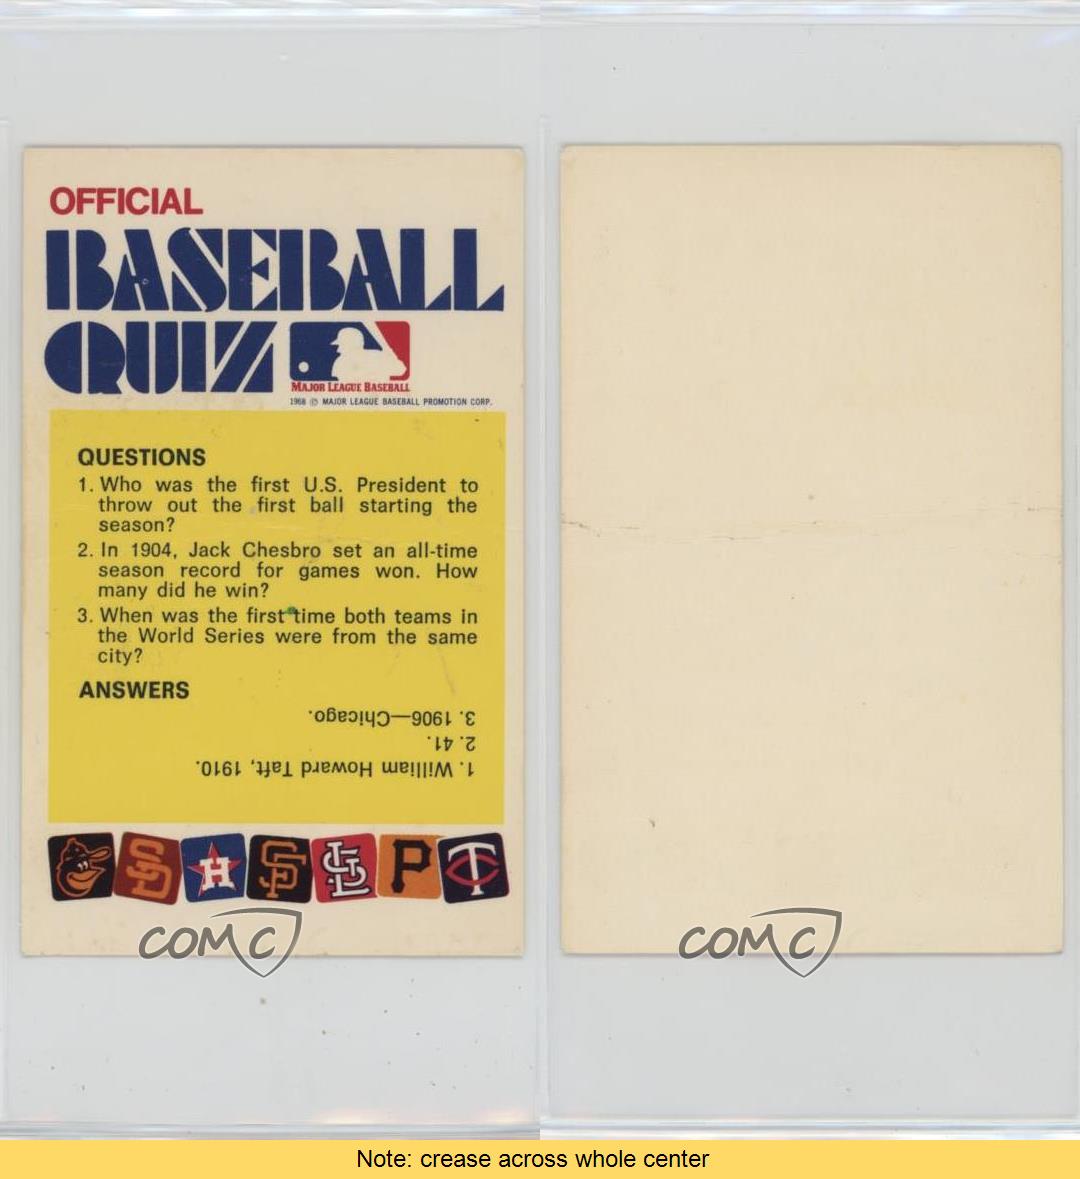 OFFICIAL
BASEBALL
QUIZ
MAJOR LEAGUE BASEBALL
1968 © MAJOR LEAGUE BASEBALL PROMOTION CORP.
QUESTIONS
1. Who was the first U.S. President to
throw out the first ball starting the
season?
2. In 1904, Jack Chesbro set an all-time
season record for games won. How
many did he win?
3. When was the first time both teams in
the World Series were from the same
city?
ANSWERS
1. William Howard Taft, 1910.
2. 41.
3. 1906—Chicago.
SD H SF STL P TC
COMC COMC
Note: crease across whole center